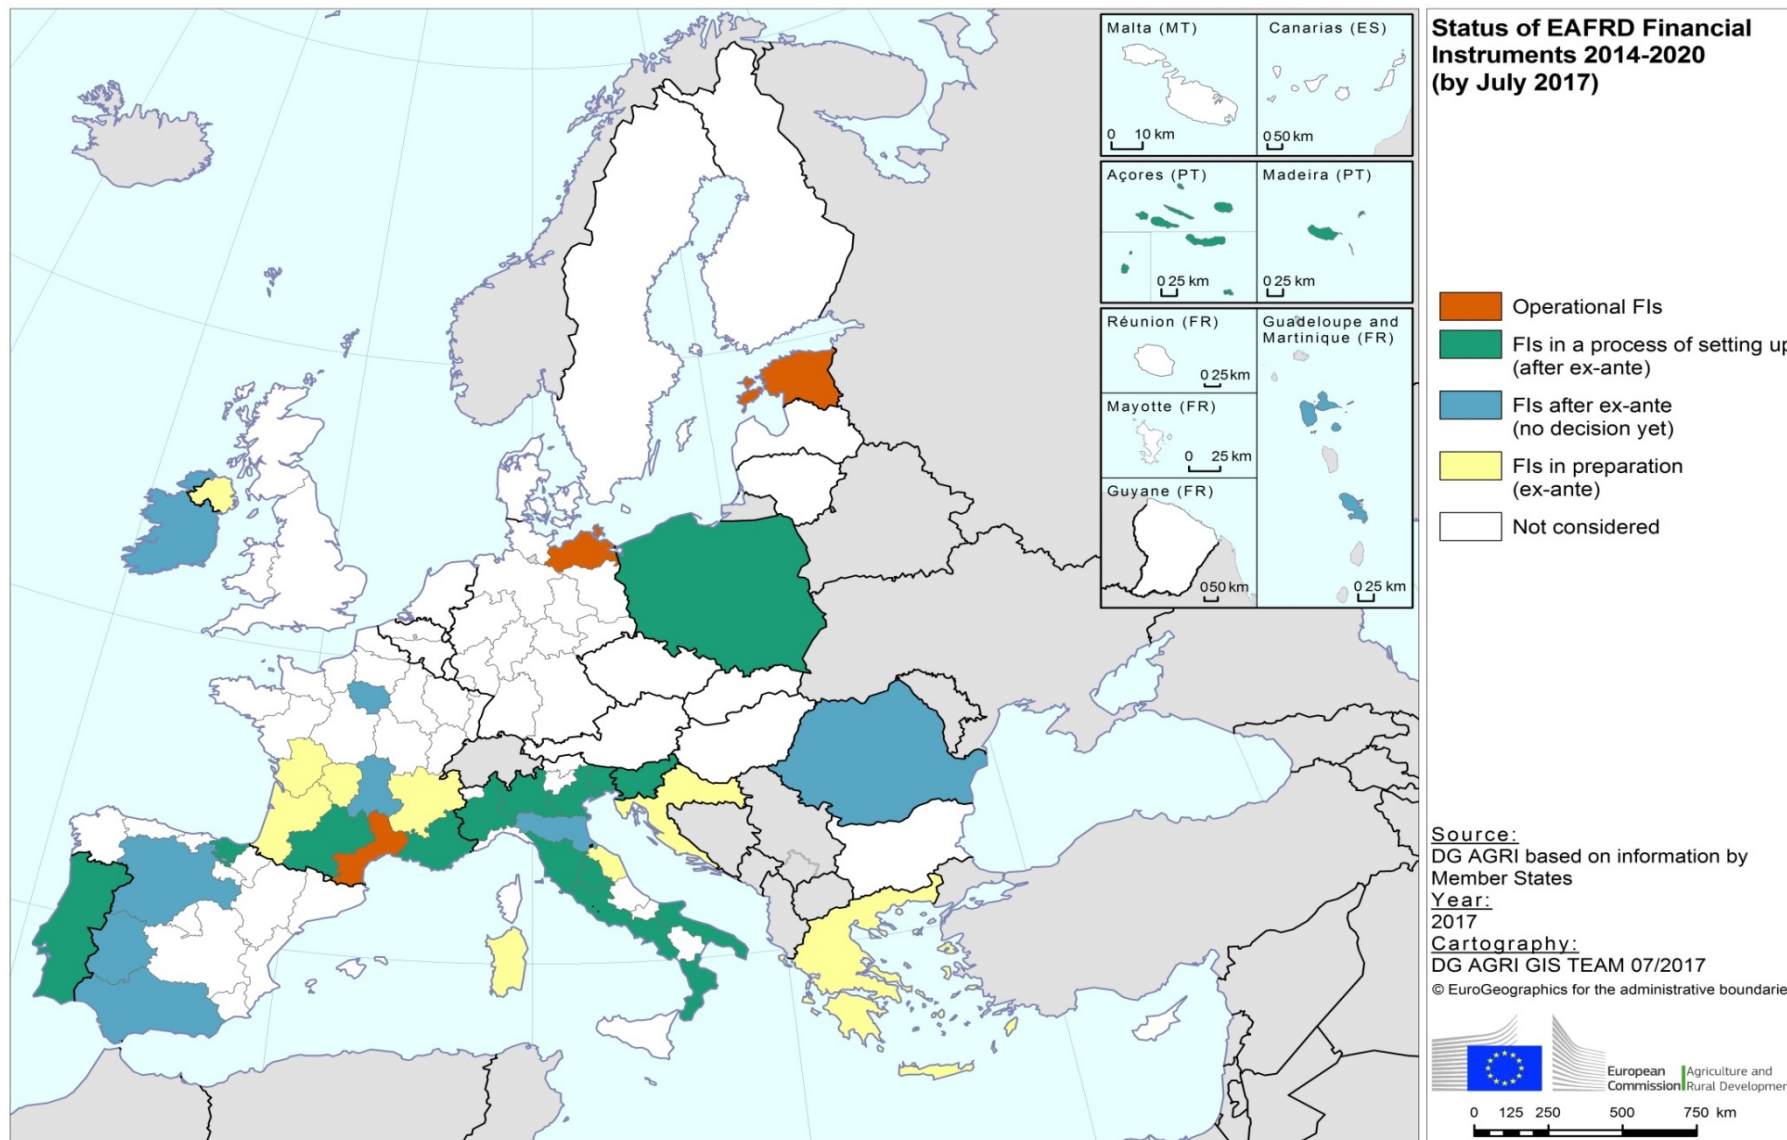 Status of EAFRD Financial
Instruments 2014-2020
(by July 2017)
Malta (MT)
Canarias (ES)
0 10 km
0 50 km
Açores (PT)
Madeira (PT)
0 25 km
0 25 km
Réunion (FR)
Guadeloupe and
Martinique (FR)
0 25 km
Mayotte (FR)
0 25 km
Guyane (FR)
0 50 km
0 25 km
Operational FIs
FIs in a process of setting up
(after ex-ante)
FIs after ex-ante
(no decision yet)
FIs in preparation
(ex-ante)
Not considered
Source:
DG AGRI based on information by
Member States
Year:
2017
Cartography:
DG AGRI GIS TEAM 07/2017
© EuroGeographics for the administrative boundarie
European
Commission
Agriculture and
Rural Developmen
0 125 250 500 750 km